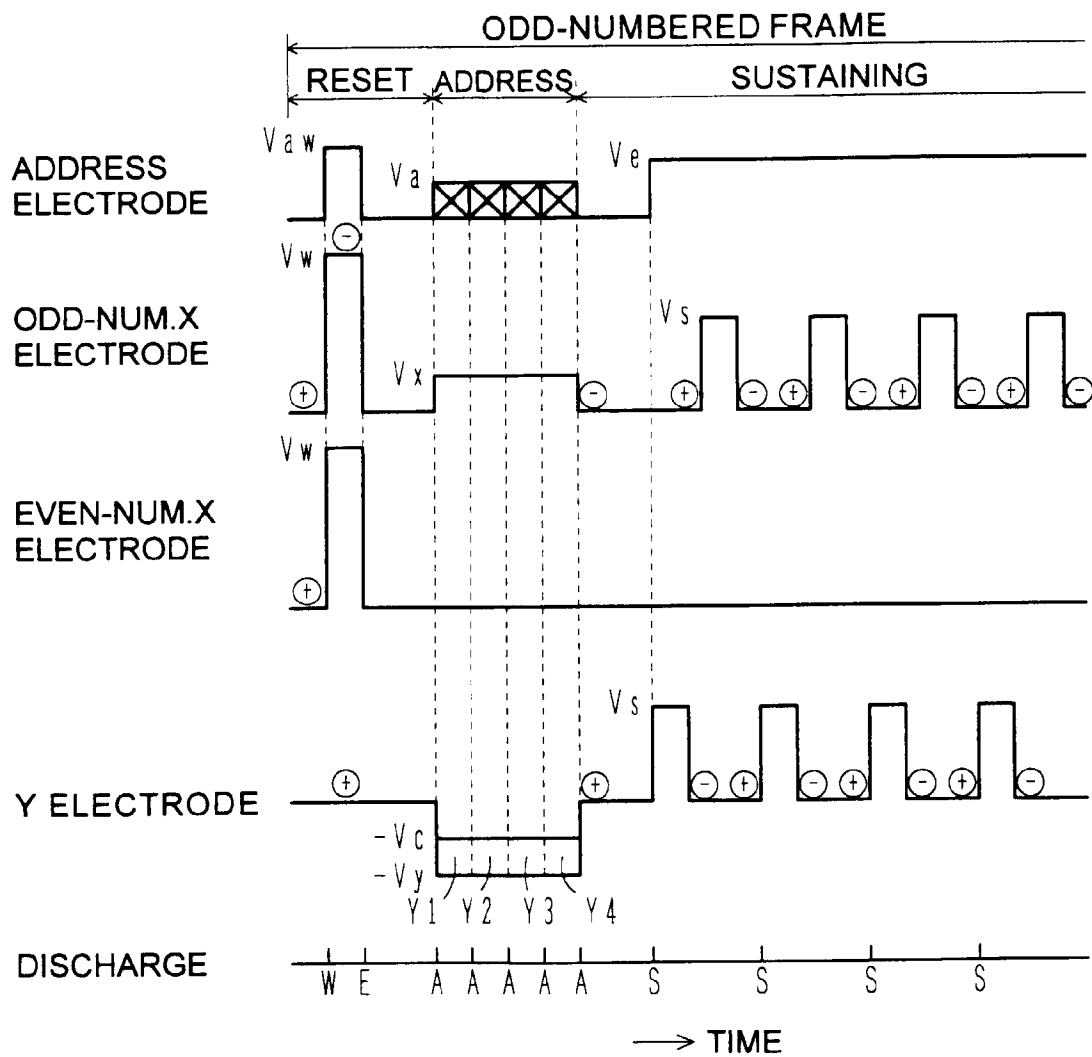 ODD-NUMBERED FRAME
RESET ADDRESS SUSTAINING
ADDRESS
ELECTRODE
Vaw
Va
Ve
-
ODD-NUM.X
ELECTRODE
Vw
Vx
Vs
+ - + - + - + - + -
EVEN-NUM.X
ELECTRODE
Vw
+
Y ELECTRODE
Vs
+ + - + - + - + -
-Vc
-Vy
Y1 Y2 Y3 Y4
DISCHARGE
W E A A A A A S S S S
→ TIME